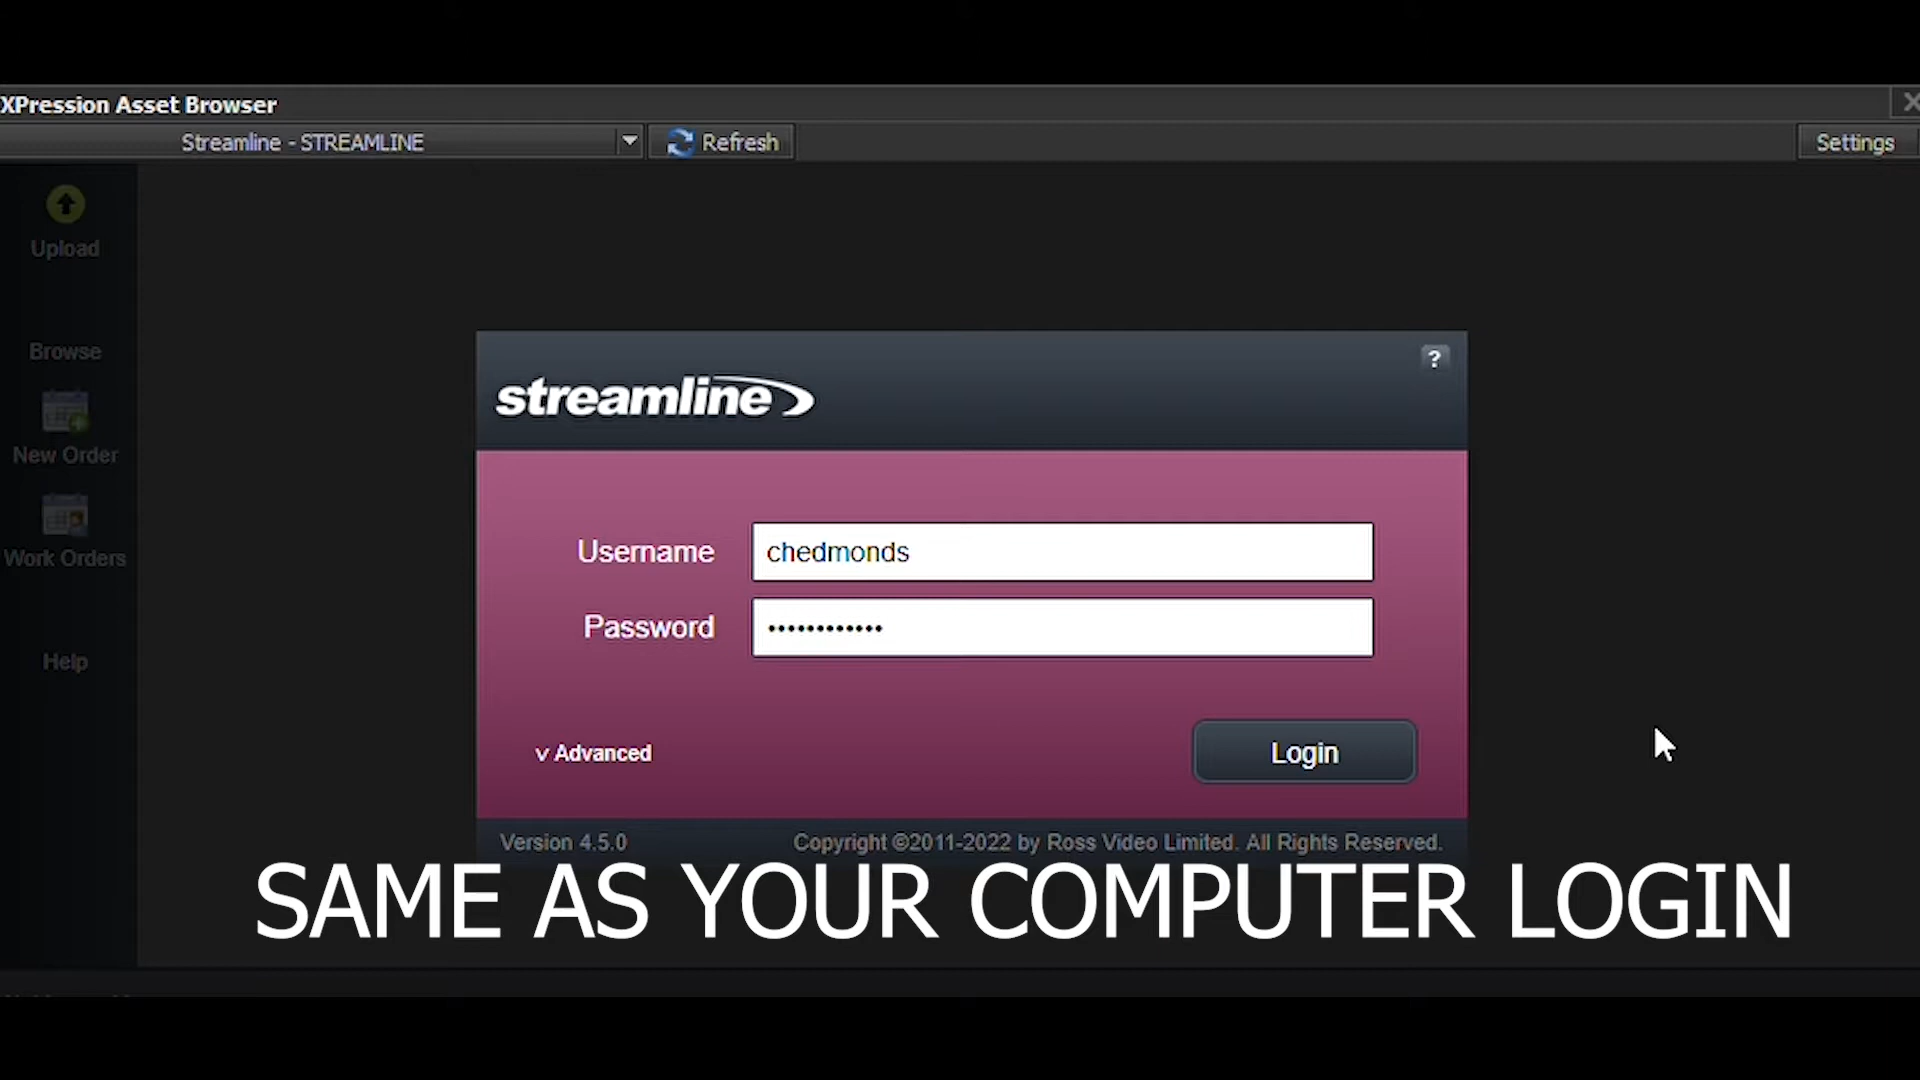 XPression Asset Browser
Streamline - STREAMLINE
Refresh
Settings
Upload
Browse
New Order
Work Orders
Help
?
streamline
Username
chedmonds
Password
••••••••••••
v Advanced
Login
Version 4.5.0
Copyright ©2011-2022 by Ross Video Limited. All Rights Reserved.
SAME AS YOUR COMPUTER LOGIN